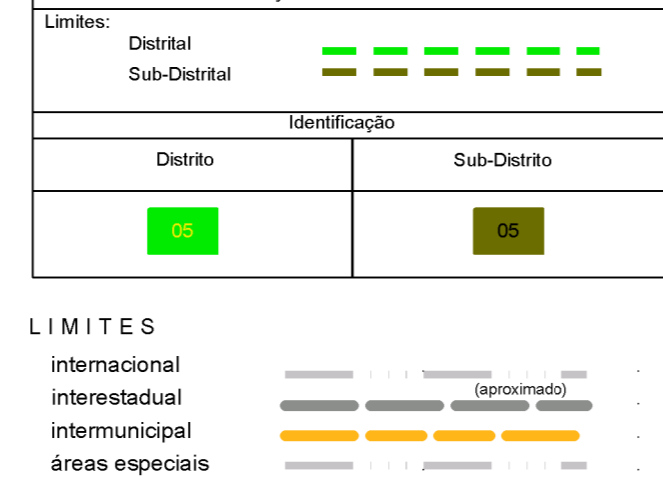 Limites:
Distrital
Sub-Distrital
Identificação
Distrito
Sub-Distrito
05
05
LIMITES
internacional
interestadual
(aproximado)
intermunicipal
áreas especiais